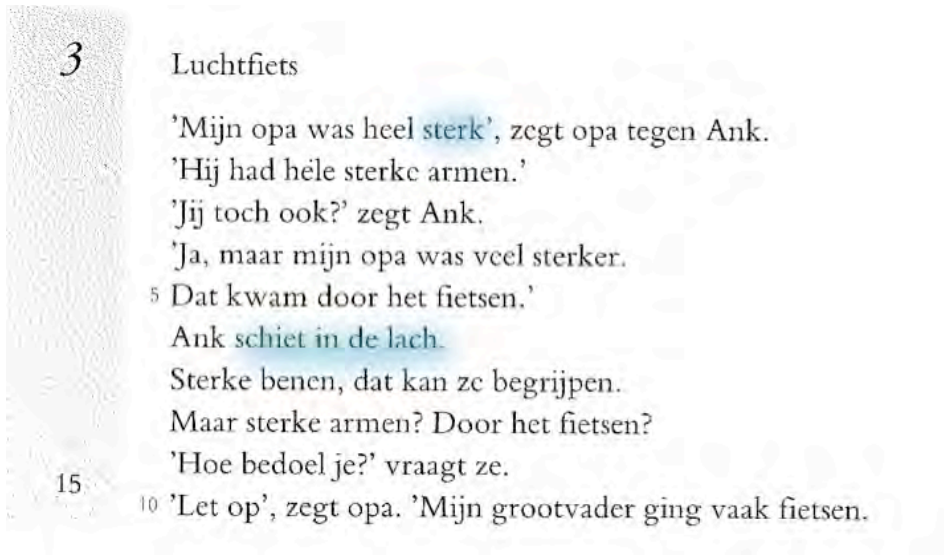 3
Luchtfiets
'Mijn opa was heel sterk', zegt opa tegen Ank.
'Hij had héle sterke armen.'
'Jij toch ook?' zegt Ank.
'Ja, maar mijn opa was veel sterker.
5 Dat kwam door het fietsen.'
Ank schiet in de lach.
Sterke benen, dat kan ze begrijpen.
Maar sterke armen? Door het fietsen?
'Hoe bedoel je?' vraagt ze.
15
10 'Let op', zegt opa. 'Mijn grootvader ging vaak fietsen.